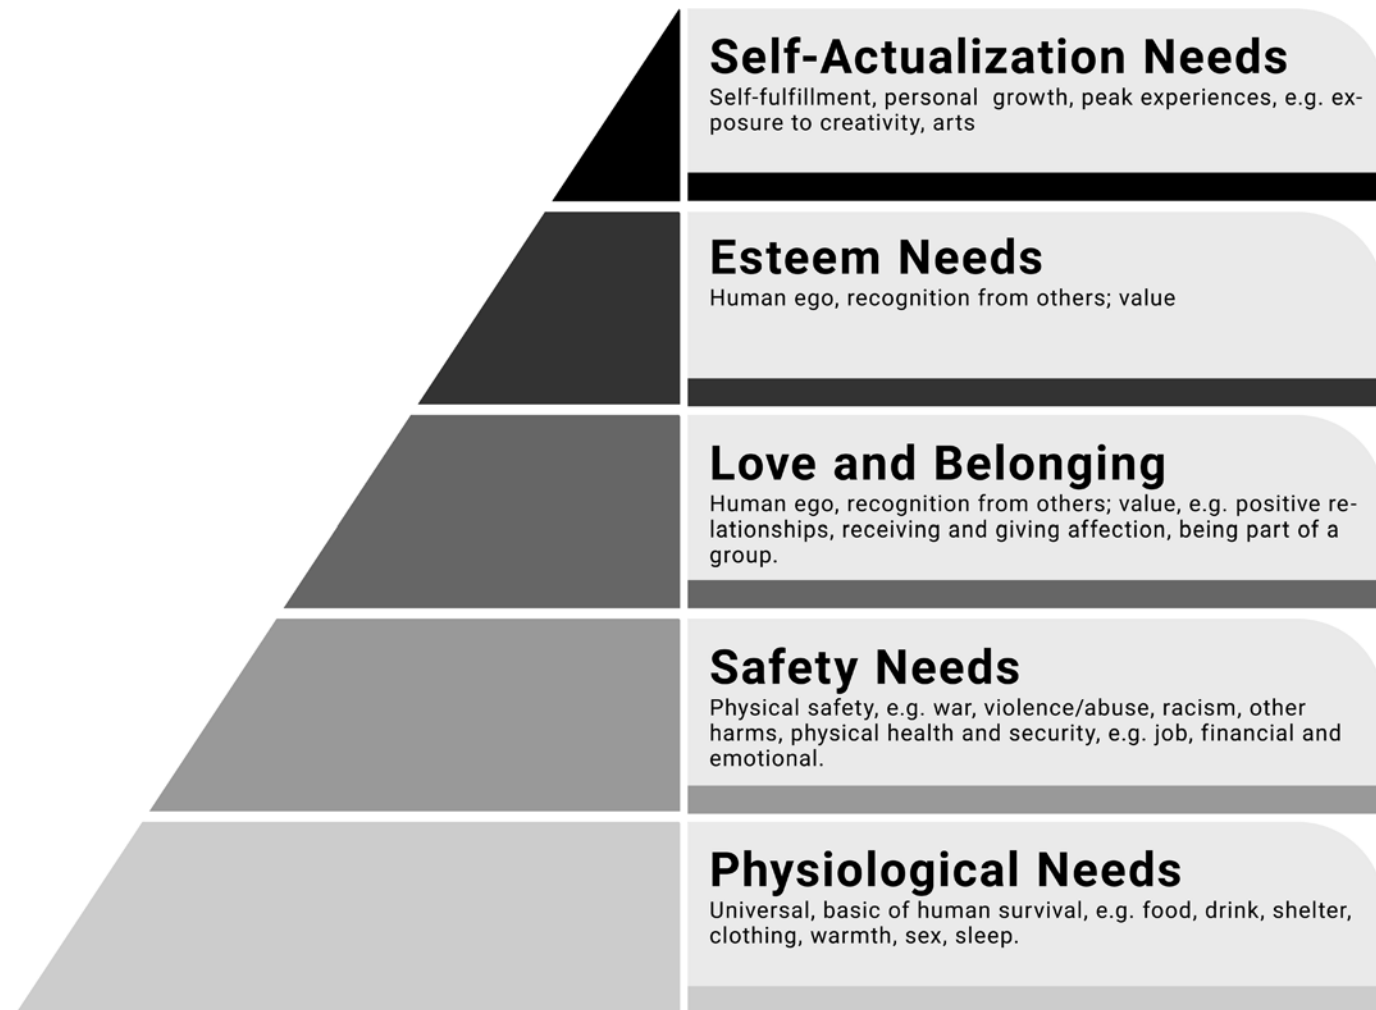 Self-Actualization Needs
Self-fulfillment, personal  growth, peak experiences, e.g. ex-
posure to creativity, arts
Esteem Needs
Human ego, recognition from others; value
Love and Belonging
Human ego, recognition from others; value, e.g. positive re-
lationships, receiving and giving affection, being part of a
group.
Safety Needs
Physical safety, e.g. war, violence/abuse, racism, other
harms, physical health and security, e.g. job, financial and
emotional.
Physiological Needs
Universal, basic of human survival, e.g. food, drink, shelter,
clothing, warmth, sex, sleep.